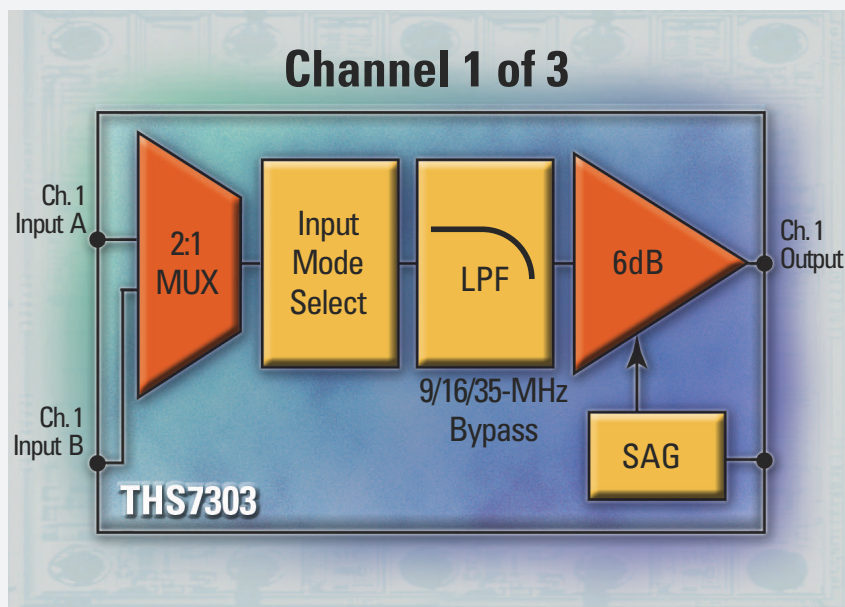 Channel 1 of 3
Ch. 1
Input A
2:1
MUX
Input
Mode
Select
LPF
6dB
Ch. 1
Output
9/16/35-MHz
Bypass
Ch. 1
Input B
SAG
THS7303